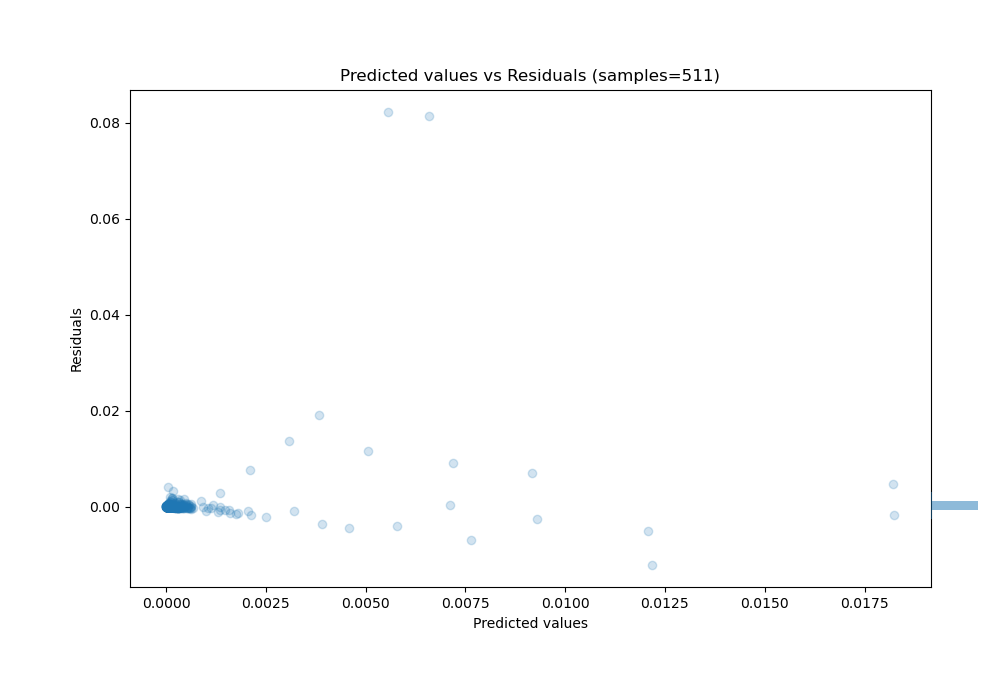 Predicted values vs Residuals (samples=511)
0.08
0.06
0.04
0.02
0.00
Residuals
0.0000 0.0025 0.0050 0.0075 0.0100 0.0125 0.0150 0.0175
Predicted values